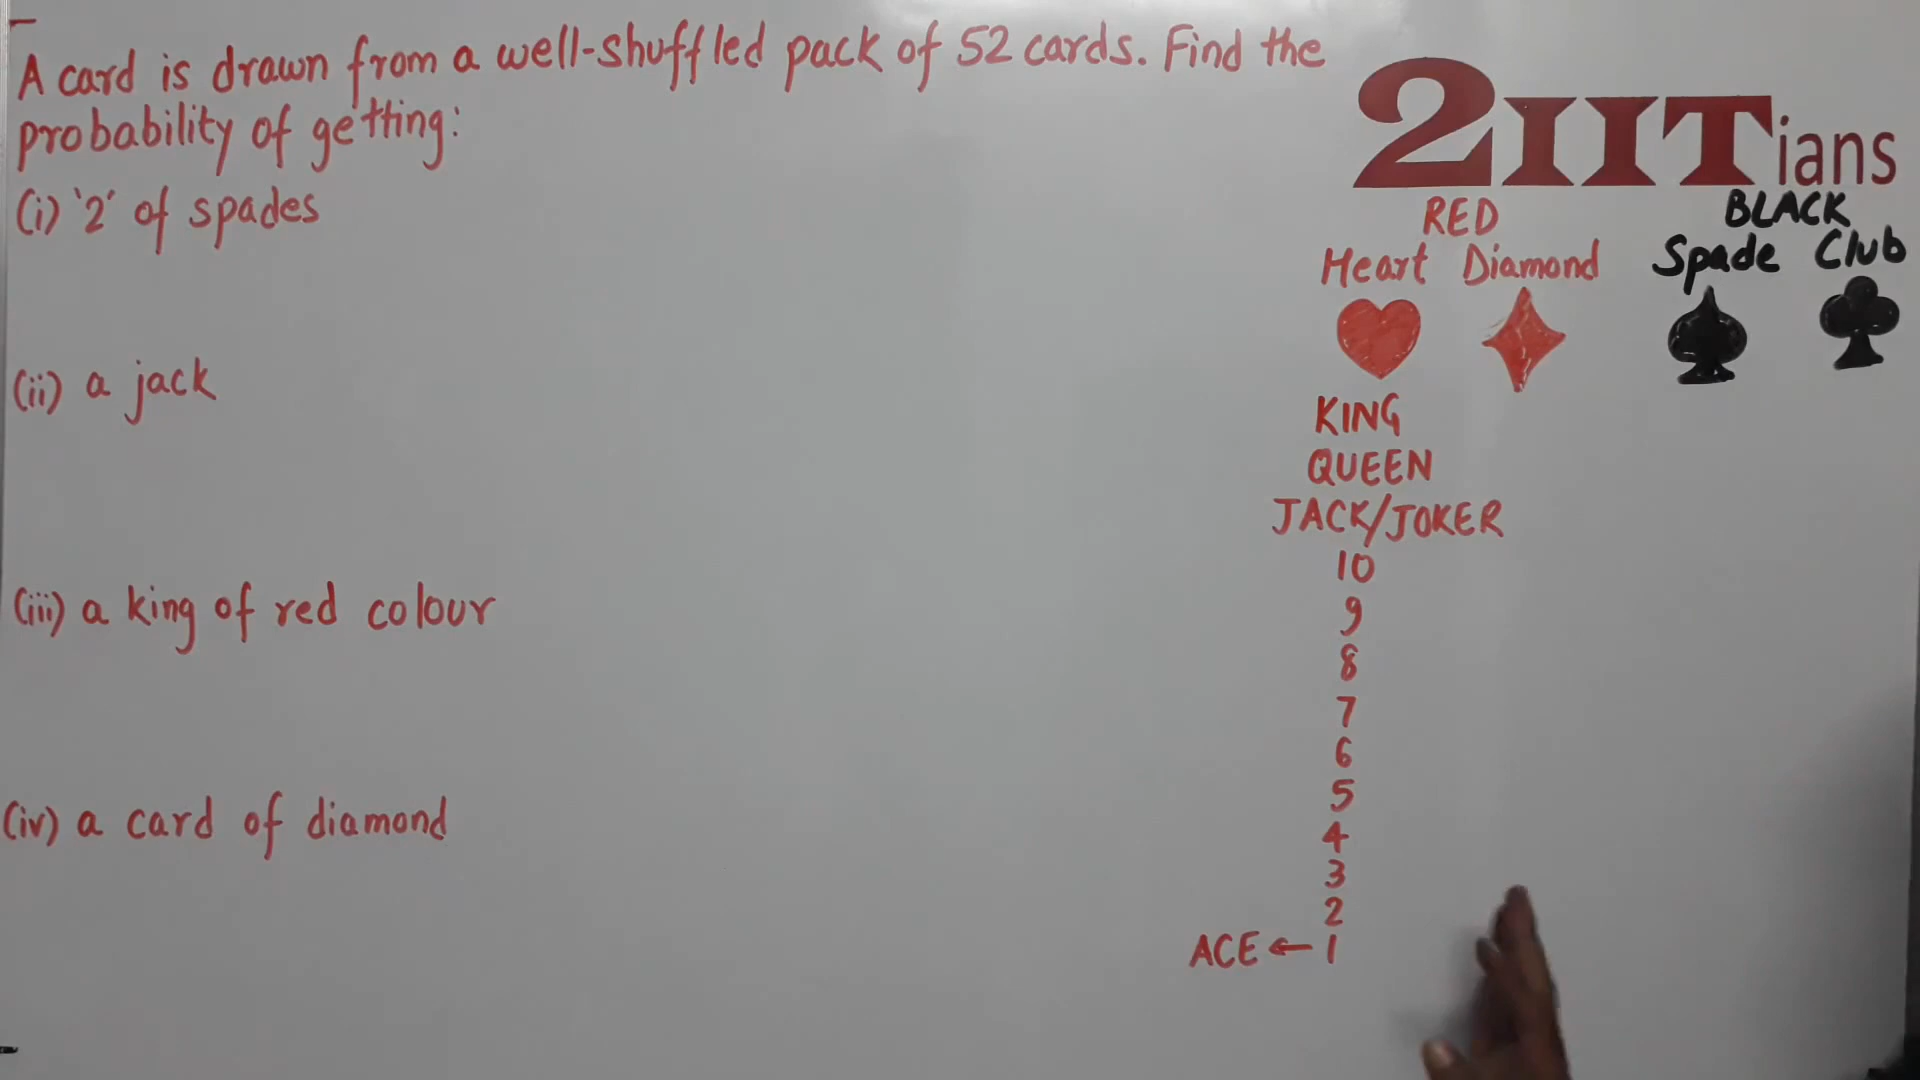 A card is drawn from a well-shuffled pack of 52 cards. Find the
probability of getting:
(i) '2' of spades
(ii) a jack
(iii) a king of red colour
(iv) a card of diamond
2IITians
RED BLACK
Heart Diamond Spade Club
KING
QUEEN
JACK/JOKER
10
9
8
7
6
5
4
3
2
ACE ← 1